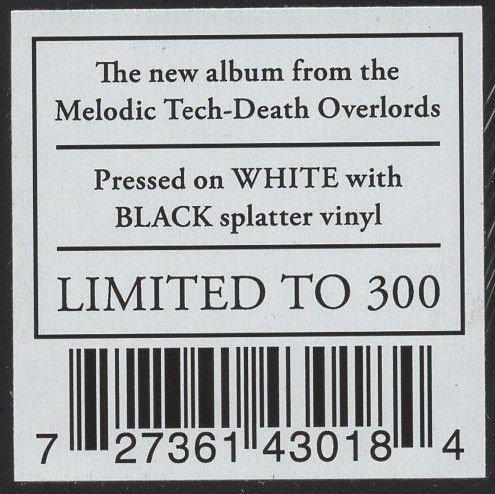 The new album from the
Melodic Tech-Death Overlords
Pressed on WHITE with
BLACK splatter vinyl
LIMITED TO 300
7 27361 43018 4